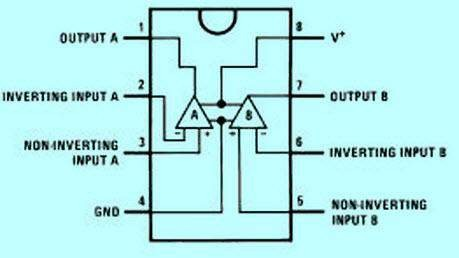 1
OUTPUT A
8
V+
2
INVERTING INPUT A
7
OUTPUT B
A
B
-
+
+
-
3
NON-INVERTING
INPUT A
6
INVERTING INPUT B
4
GND
5
NON-INVERTING
INPUT B